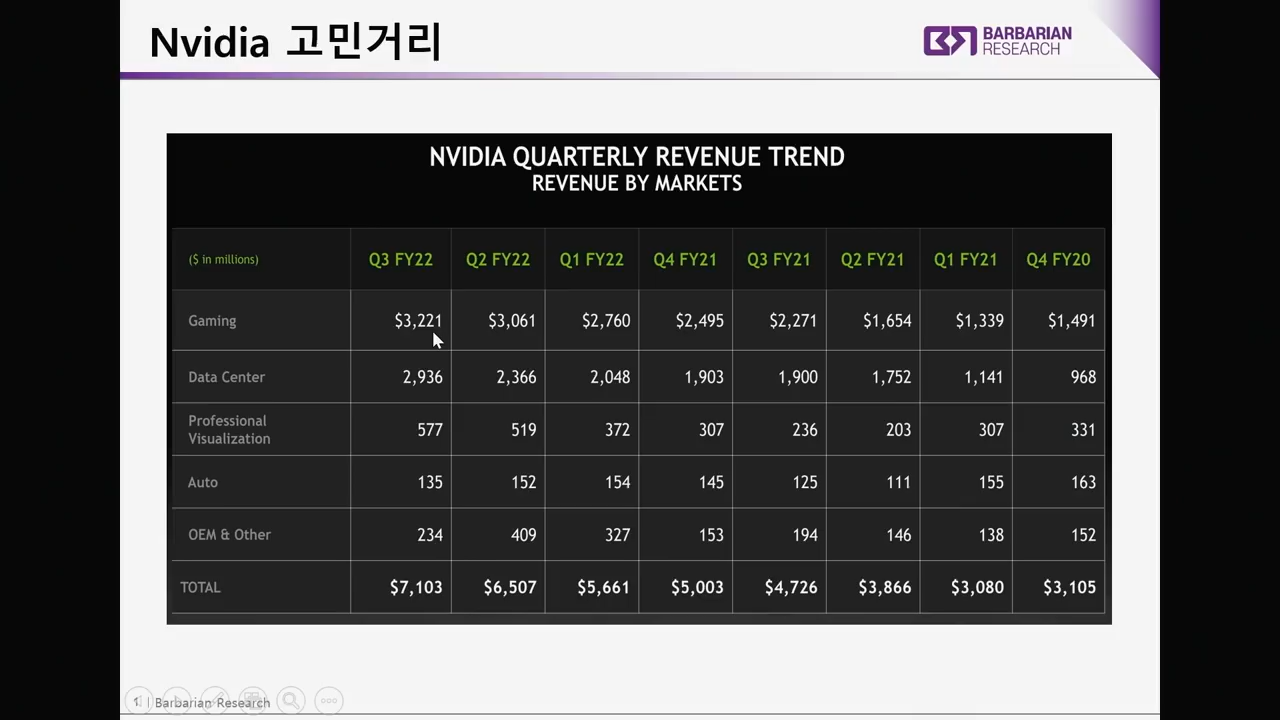 Nvidia 고민거리
BARBARIAN
RESEARCH
NVIDIA QUARTERLY REVENUE TREND
REVENUE BY MARKETS
($ in millions) Q3 FY22 Q2 FY22 Q1 FY22 Q4 FY21 Q3 FY21 Q2 FY21 Q1 FY21 Q4 FY20
Gaming $3,221 $3,061 $2,760 $2,495 $2,271 $1,654 $1,339 $1,491
Data Center 2,936 2,366 2,048 1,903 1,900 1,752 1,141 968
Professional
Visualization 577 519 372 307 236 203 307 331
Auto 135 152 154 145 125 111 155 163
OEM & Other 234 409 327 153 194 146 138 152
TOTAL $7,103 $6,507 $5,661 $5,003 $4,726 $3,866 $3,080 $3,105
1 | Barbarian Research